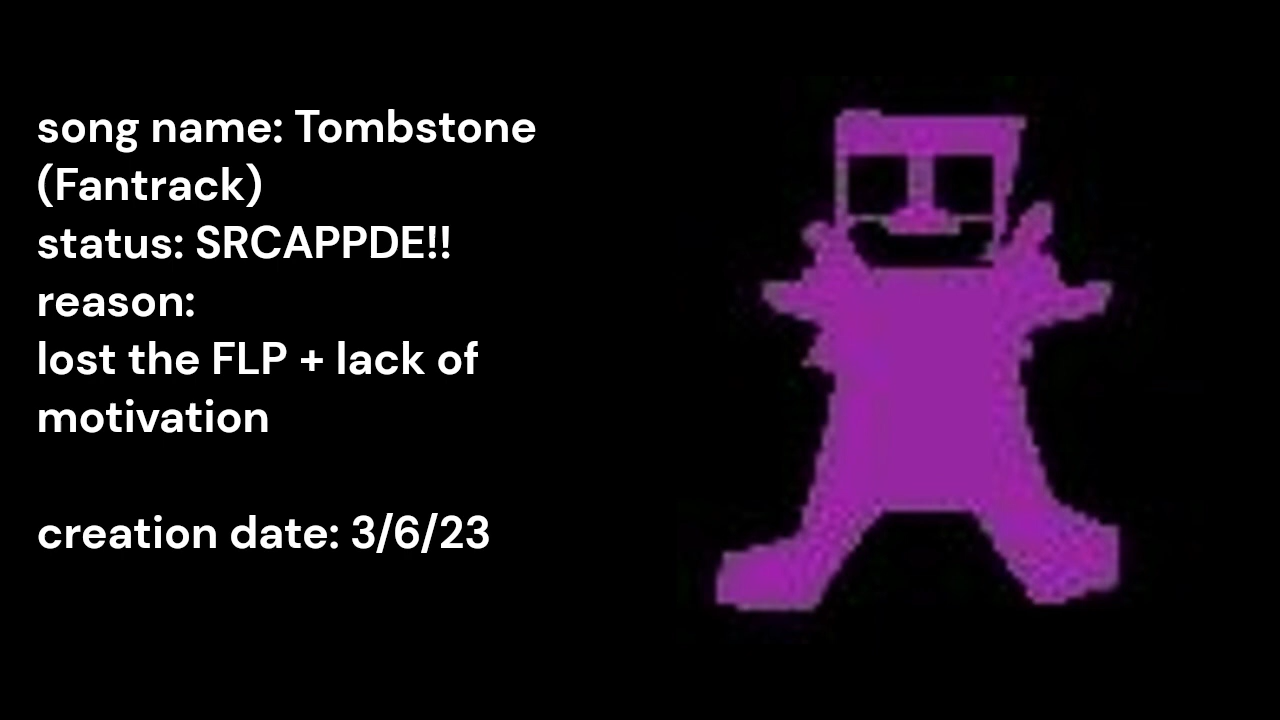 song name: Tombstone
(Fantrack)
status: SRCAPPDE!!
reason:
lost the FLP + lack of
motivation
creation date: 3/6/23